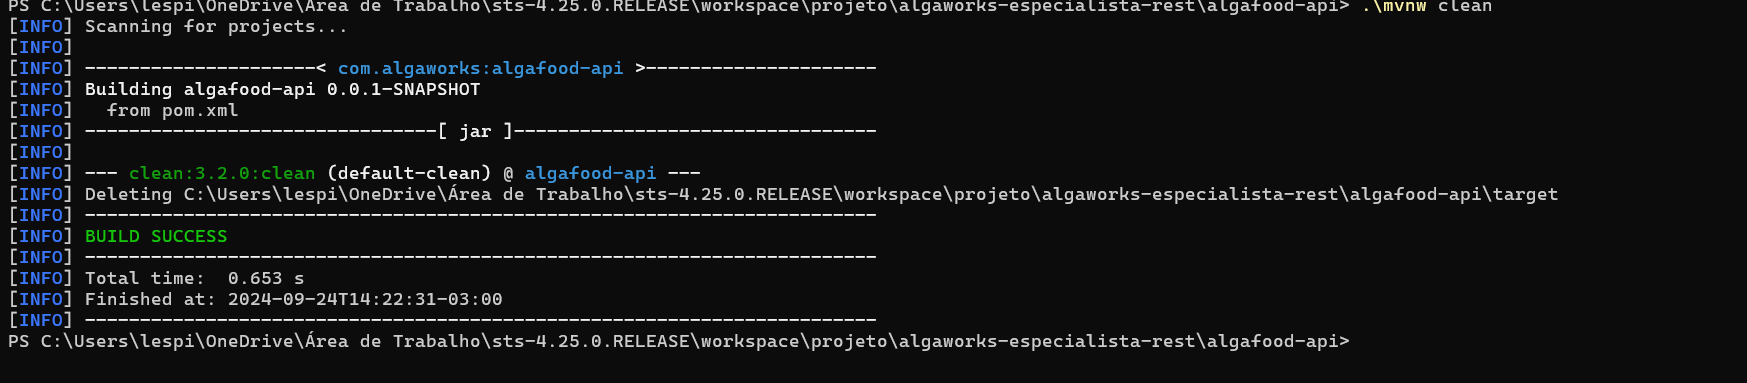 PS C:\Users\lespi\OneDrive\Área de Trabalho\sts-4.25.0.RELEASE\workspace\projeto\algaworks-especialista-rest\algafood-api> .\mvnw clean
[INFO] Scanning for projects...
[INFO]
[INFO] ---------------------< com.algaworks:algafood-api >---------------------
[INFO] Building algafood-api 0.0.1-SNAPSHOT
[INFO]   from pom.xml
[INFO] --------------------------------[ jar ]---------------------------------
[INFO]
[INFO] --- clean:3.2.0:clean (default-clean) @ algafood-api ---
[INFO] Deleting C:\Users\lespi\OneDrive\Área de Trabalho\sts-4.25.0.RELEASE\workspace\projeto\algaworks-especialista-rest\algafood-api\target
[INFO] ------------------------------------------------------------------------
[INFO] BUILD SUCCESS
[INFO] ------------------------------------------------------------------------
[INFO] Total time:  0.653 s
[INFO] Finished at: 2024-09-24T14:22:31-03:00
[INFO] ------------------------------------------------------------------------
PS C:\Users\lespi\OneDrive\Área de Trabalho\sts-4.25.0.RELEASE\workspace\projeto\algaworks-especialista-rest\algafood-api>